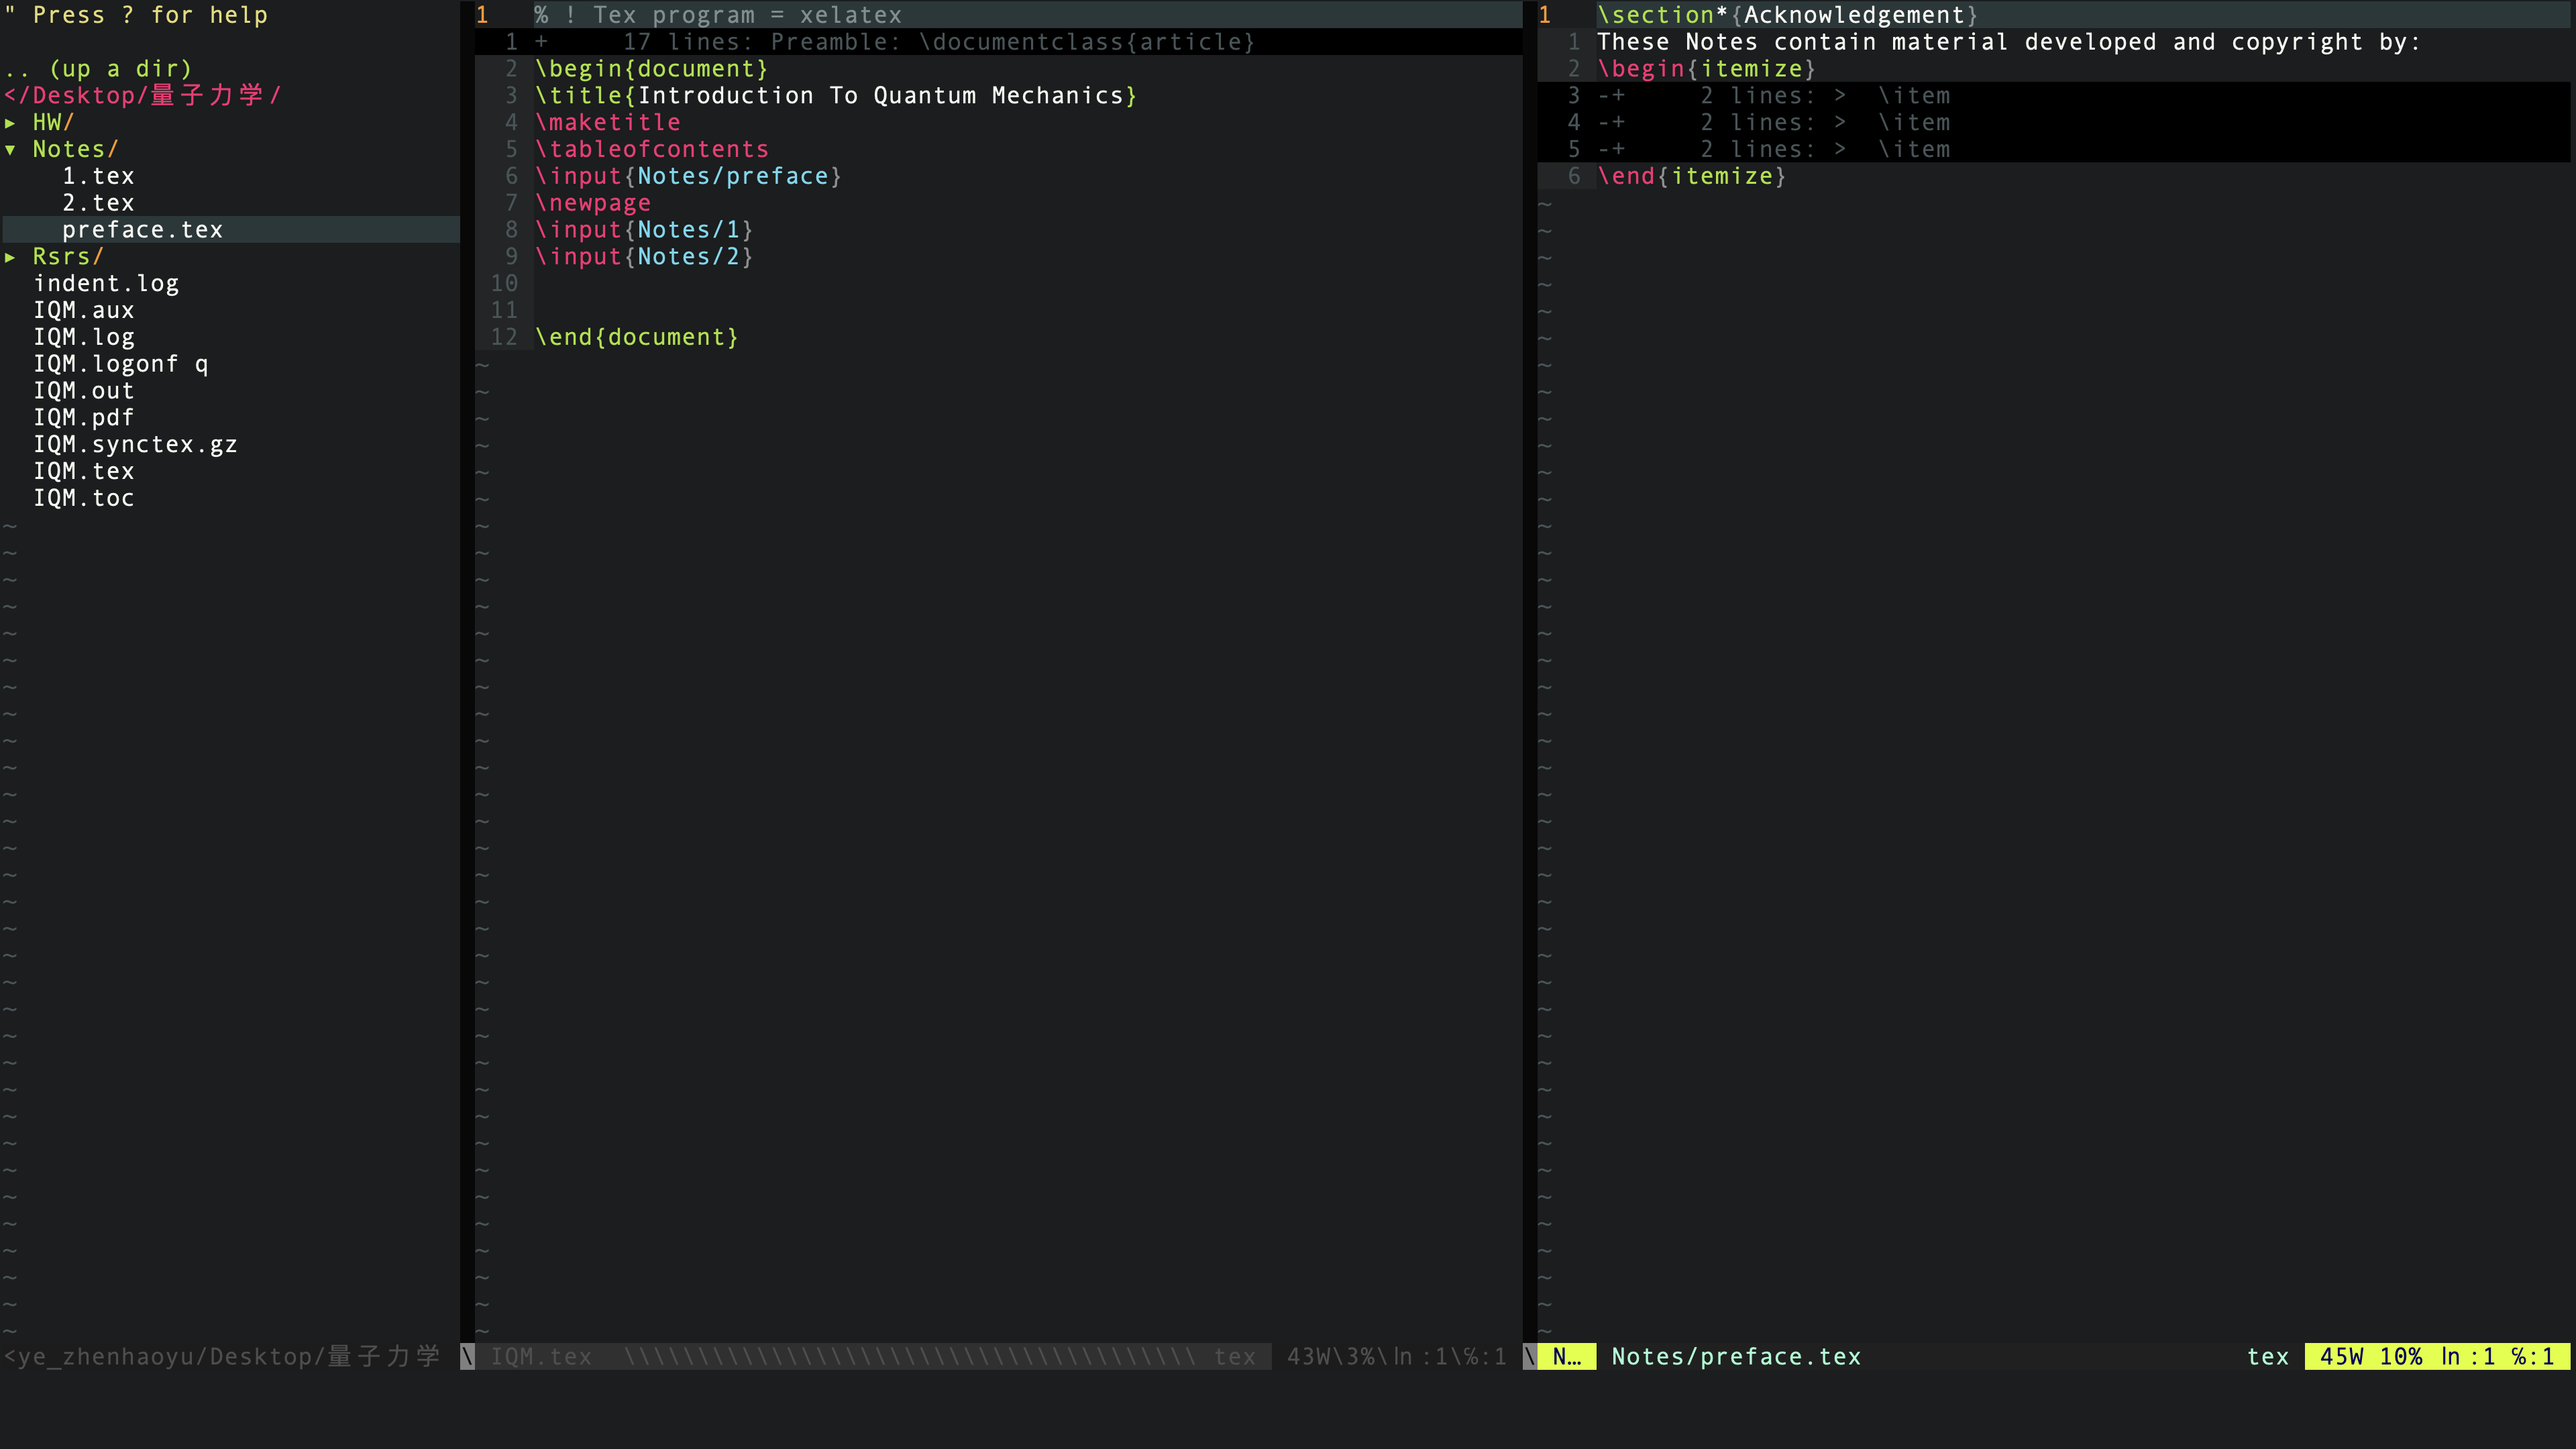 " Press ? for help
.. (up a dir)
</Desktop/量子力学/
▸ HW/
▾ Notes/
1.tex
2.tex
preface.tex
▸ Rsrs/
indent.log
IQM.aux
IQM.log
IQM.logonf q
IQM.out
IQM.pdf
IQM.synctex.gz
IQM.tex
IQM.toc
<ye_zhenhaoyu/Desktop/量子力学
1 % ! Tex program = xelatex
1 +     17 lines: Preamble: \documentclass{article}
2 \begin{document}
3 \title{Introduction To Quantum Mechanics}
4 \maketitle
5 \tableofcontents
6 \input{Notes/preface}
7 \newpage
8 \input{Notes/1}
9 \input{Notes/2}
10
11
12 \end{document}
\ IQM.tex  \\\\\\\\\\\\\\\\\\\\\\\\\\\\\\\\\\\\\\\ tex 43W\3%\ln:1\℅:1
1 \section*{Acknowledgement}
1 These Notes contain material developed and copyright by:
2 \begin{itemize}
3 -+     2 lines: >  \item
4 -+     2 lines: >  \item
5 -+     2 lines: >  \item
6 \end{itemize}
\ N… Notes/preface.tex tex 45W 10% ln:1 ℅:1